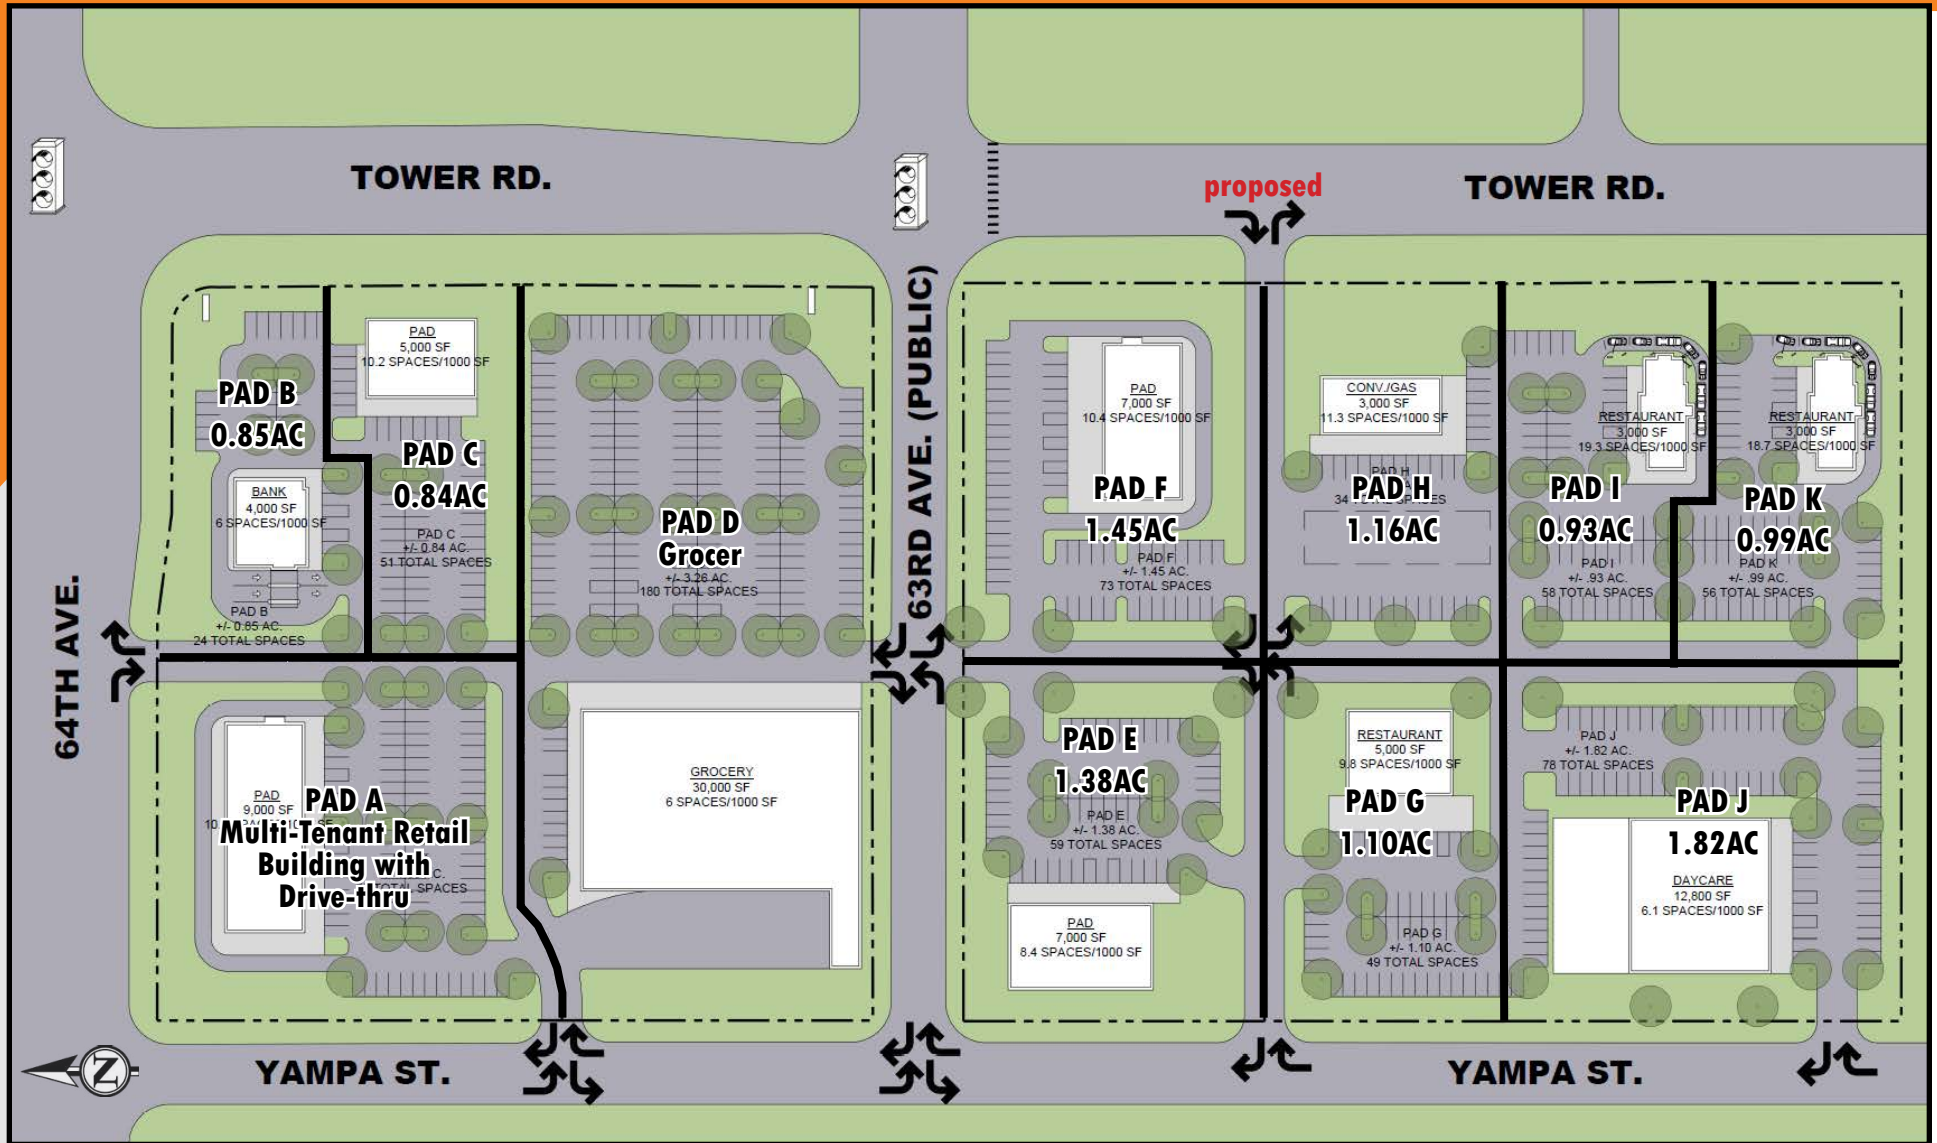 TOWER RD.
proposed
TOWER RD.
64TH AVE.
63RD AVE. (PUBLIC)
PAD B
0.85AC
BANK
4,000 SF
6 SPACES/1000 SF
PAD B
+/- 0.85 AC.
24 TOTAL SPACES
PAD
5,000 SF
10.2 SPACES/1000 SF
PAD C
0.84AC
PAD C
+/- 0.84 AC.
51 TOTAL SPACES
PAD D
Grocer
+/- 3.26 AC.
180 TOTAL SPACES
PAD
7,000 SF
10.4 SPACES/1000 SF
PAD F
1.45AC
PAD F
+/- 1.45 AC.
73 TOTAL SPACES
CONV./GAS
3,000 SF
11.3 SPACES/1000 SF
PAD H
PAD H
1.16AC
34 TOTAL SPACES
RESTAURANT
3,000 SF
19.3 SPACES/1000 SF
PAD I
0.93AC
PAD I
+/- .93 AC.
58 TOTAL SPACES
RESTAURANT
3,000 SF
18.7 SPACES/1000 SF
PAD K
0.99AC
PAD K
+/- .99 AC.
56 TOTAL SPACES
PAD
9,000 SF
PAD A
Multi-Tenant Retail
Building with
Drive-thru
TOTAL SPACES
GROCERY
30,000 SF
6 SPACES/1000 SF
PAD E
1.38AC
PAD E
+/- 1.38 AC.
59 TOTAL SPACES
PAD
7,000 SF
8.4 SPACES/1000 SF
RESTAURANT
5,000 SF
9.8 SPACES/1000 SF
PAD G
1.10AC
PAD G
+/- 1.10 AC.
49 TOTAL SPACES
PAD J
+/- 1.82 AC.
78 TOTAL SPACES
PAD J
1.82AC
DAYCARE
12,800 SF
6.1 SPACES/1000 SF
Z
YAMPA ST.
YAMPA ST.